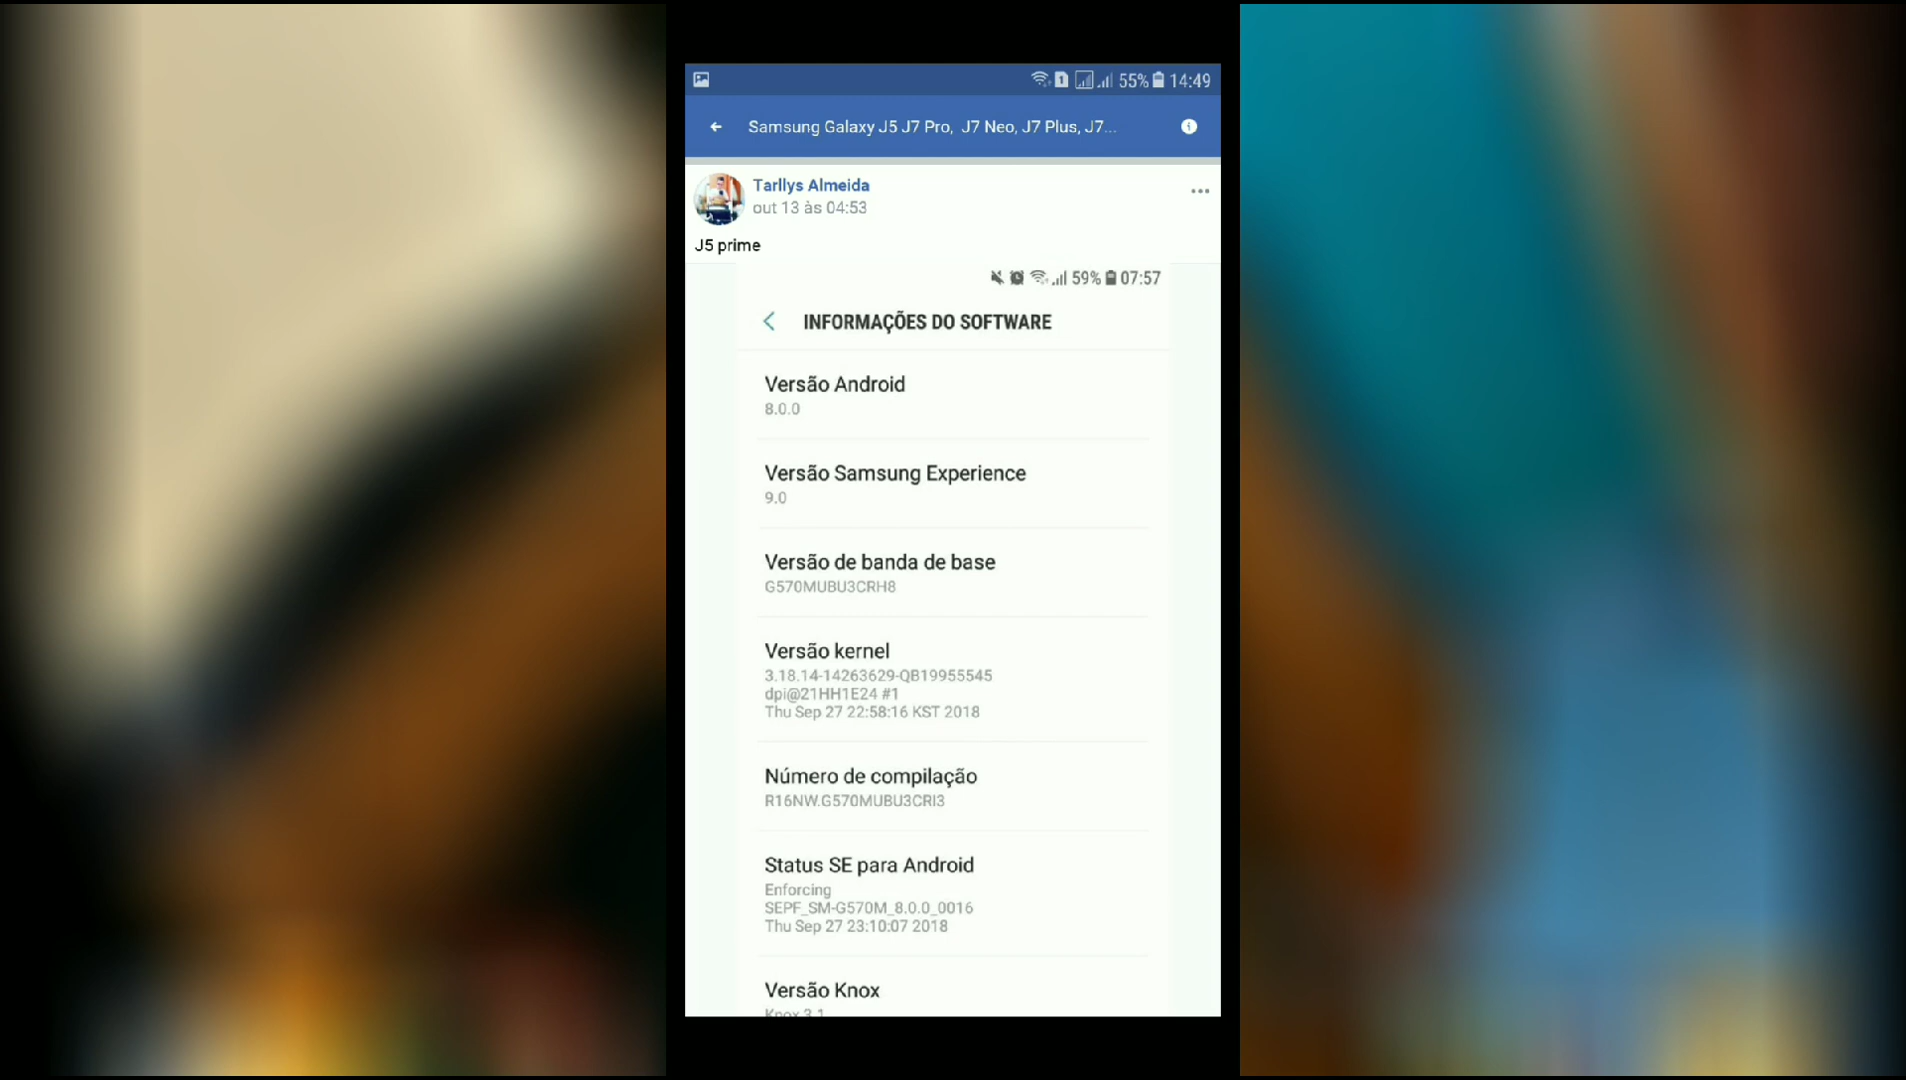 55% 14:49
Samsung Galaxy J5 J7 Pro, J7 Neo, J7 Plus, J7...
Tarllys Almeida
out 13 às 04:53
J5 prime
59% 07:57
INFORMAÇÕES DO SOFTWARE
Versão Android
8.0.0
Versão Samsung Experience
9.0
Versão de banda de base
G570MUBU3CRH8
Versão kernel
3.18.14-14263629-QB19955545
dpi@21HH1E24 #1
Thu Sep 27 22:58:16 KST 2018
Número de compilação
R16NW.G570MUBU3CRI3
Status SE para Android
Enforcing
SEPF_SM-G570M_8.0.0_0016
Thu Sep 27 23:10:07 2018
Versão Knox
Knox 3.1